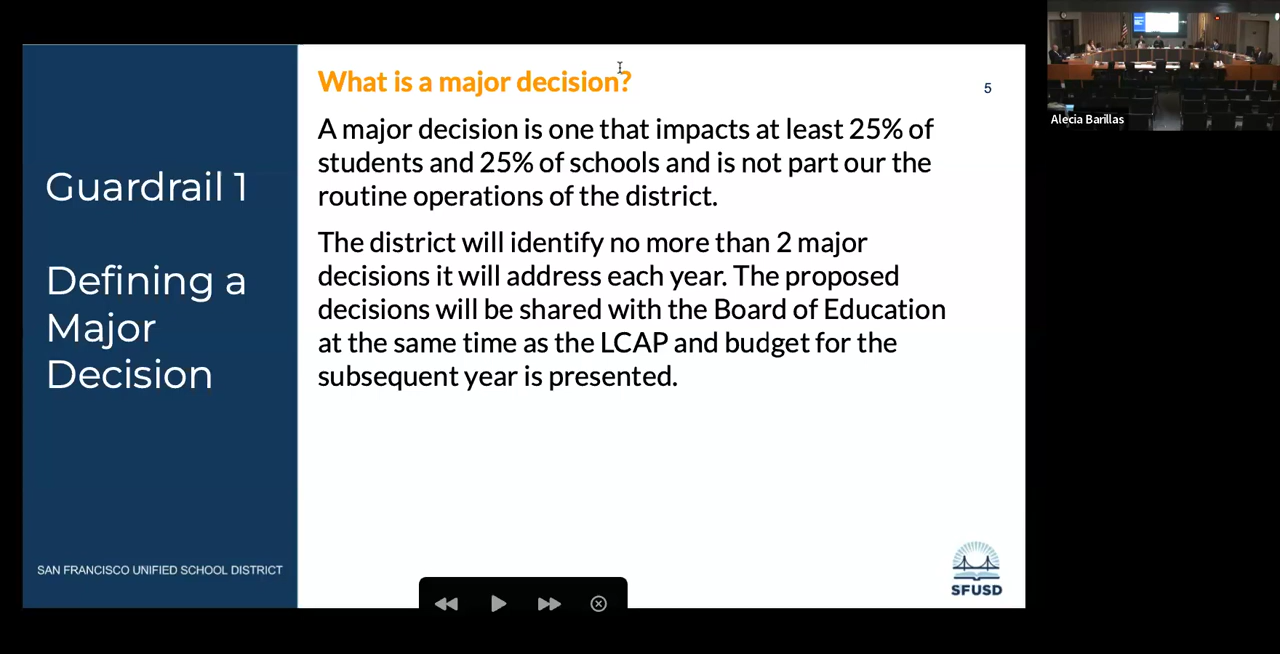 Guardrail 1
Defining a
Major
Decision
SAN FRANCISCO UNIFIED SCHOOL DISTRICT
What is a major decision?
5
A major decision is one that impacts at least 25% of
students and 25% of schools and is not part our the
routine operations of the district.
The district will identify no more than 2 major
decisions it will address each year. The proposed
decisions will be shared with the Board of Education
at the same time as the LCAP and budget for the
subsequent year is presented.
SFUSD
Alecia Barillas